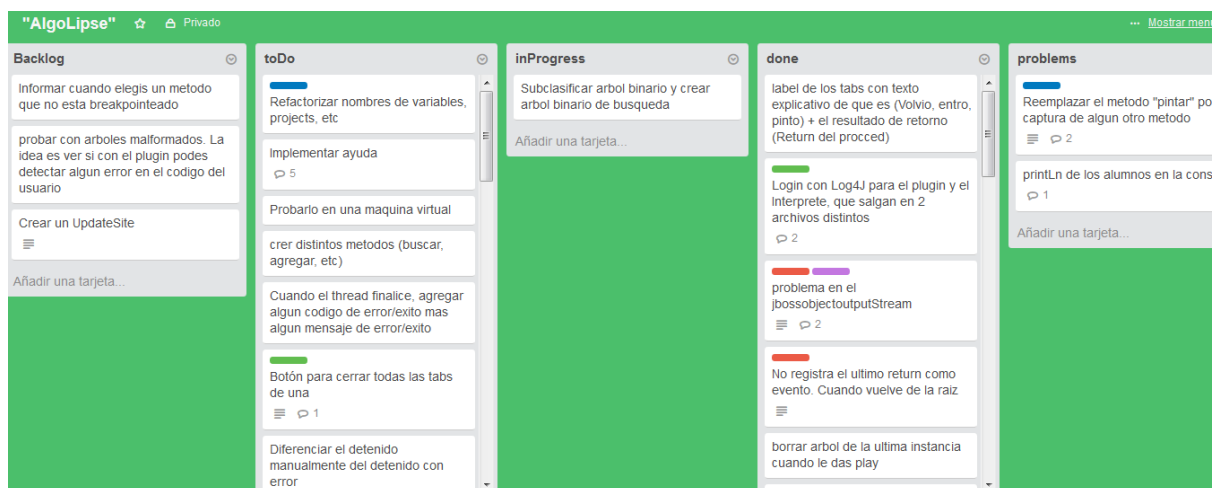 "AlgoLipse"
Privado
Mostrar menú
Backlog
Informar cuando elegis un metodo
que no esta breakpointeado
probar con arboles malformados. La
idea es ver si con el plugin podes
detectar algun error en el codigo del
usuario
Crear un UpdateSite
Añadir una tarjeta...
toDo
Refactorizar nombres de variables,
projects, etc
Implementar ayuda
5
Probarlo en una maquina virtual
crer distintos metodos (buscar,
agregar, etc)
Cuando el thread finalice, agregar
algun codigo de error/exito mas
algun mensaje de error/exito
Botón para cerrar todas las tabs
de una
1
Diferenciar el detenido
manualmente del detenido con
error
inProgress
Subclasificar arbol binario y crear
arbol binario de busqueda
Añadir una tarjeta...
done
label de los tabs con texto
explicativo de que es (Volvio, entro,
pinto) + el resultado de retorno
(Return del procced)
Login con Log4J para el plugin y el
Interprete, que salgan en 2
archivos distintos
2
problema en el
jbossobjectoutputStream
2
No registra el ultimo return como
evento. Cuando vuelve de la raiz
borrar arbol de la ultima instancia
cuando le das play
problems
Reemplazar el metodo "pintar" po
captura de algun otro metodo
2
printLn de los alumnos en la cons
1
Añadir una tarjeta...